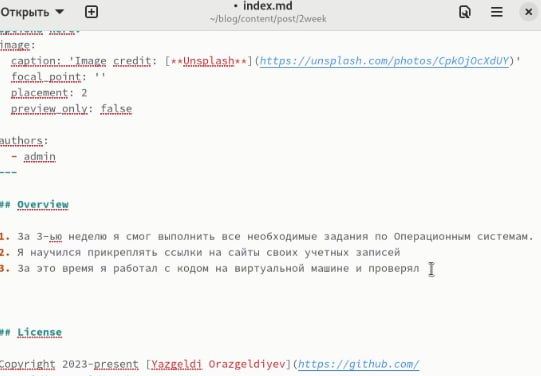 Открыть
index.md
~/blog/content/post/2week
image:
caption: 'Image credit: [**Unsplash**](https://unsplash.com/photos/CpkOjOcXdUY)'
focal_point: ''
placement: 2
preview_only: false
authors:
- admin
---
## Overview
1. За 3-ью неделю я смог выполнить все необходимые задания по Операционным системам.
2. Я научился прикреплять ссылки на сайты своих учетных записей
3. За это время я работал с кодом на виртуальной машине и проверял
## License
Copyright 2023-present [Yazgeldi Orazgeldiyev](https://github.com/